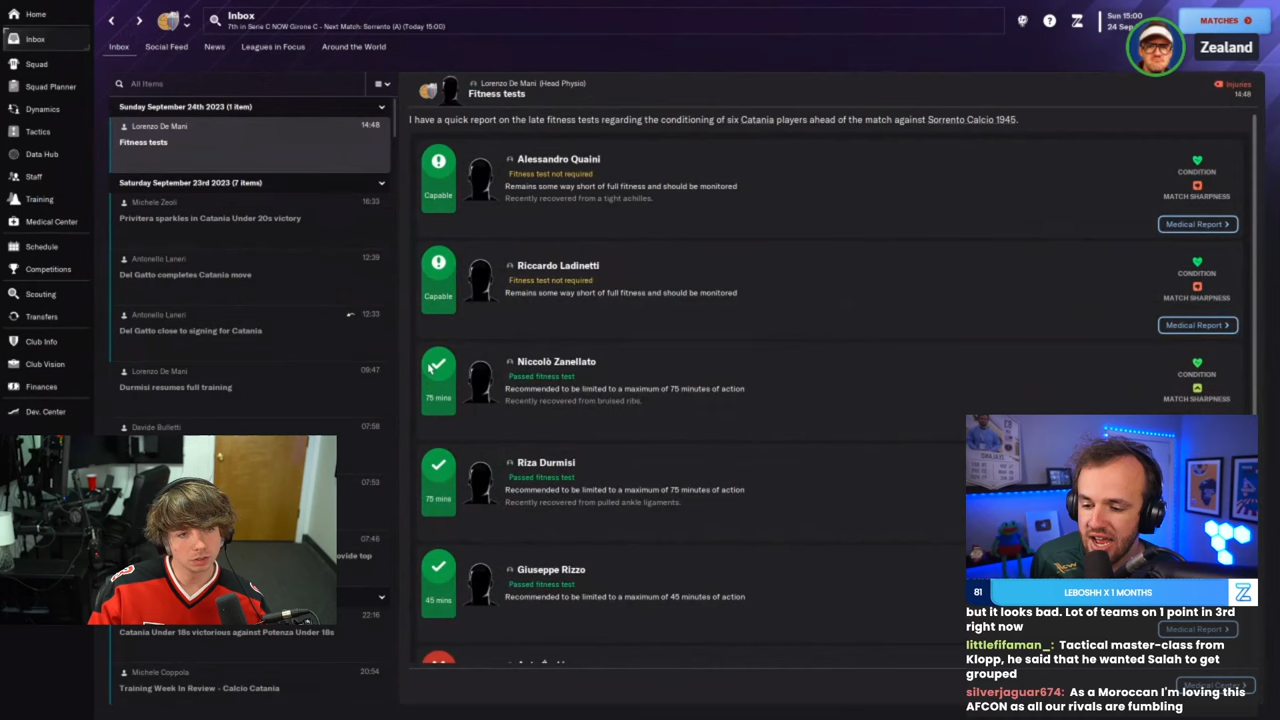 Home
Inbox
Squad
Squad Planner
Dynamics
Tactics
Data Hub
Staff
Training
Medical Center
Schedule
Competitions
Scouting
Transfers
Club Info
Club Vision
Finances
Dev. Center
Inbox
7th in Serie C NOW Girone C - Next Match: Sorrento (A) (Today 15:00)
Sun 15:00
24 Sep
MATCHES
Zealand
Inbox
Social Feed
News
Leagues in Focus
Around the World
All Items
Sunday September 24th 2023 (1 item)
Lorenzo De Mani
14:48
Fitness tests
Saturday September 23rd 2023 (7 items)
Michele Zeoli
16:33
Privitera sparkles in Catania Under 20s victory
Antonello Laneri
12:39
Del Gatto completes Catania move
Antonello Laneri
12:33
Del Gatto close to signing for Catania
Lorenzo De Mani
09:47
Durmisi resumes full training
Davide Bulletti
07:58
07:53
07:46
ovide top
22:16
Catania Under 18s victorious against Potenza Under 18s
Michele Coppola
20:54
Training Week In Review - Calcio Catania
Lorenzo De Mani (Head Physio)
Fitness tests
Injuries
14:48
I have a quick report on the late fitness tests regarding the conditioning of six Catania players ahead of the match against Sorrento Calcio 1945.
Capable
Alessandro Quaini
Fitness test not required
Remains some way short of full fitness and should be monitored
Recently recovered from a tight achilles.
CONDITION
MATCH SHARPNESS
Medical Report
Capable
Riccardo Ladinetti
Fitness test not required
Remains some way short of full fitness and should be monitored
CONDITION
MATCH SHARPNESS
Medical Report
75 mins
Niccolò Zanellato
Passed fitness test
Recommended to be limited to a maximum of 75 minutes of action
Recently recovered from bruised ribs.
CONDITION
MATCH SHARPNESS
75 mins
Riza Durmisi
Passed fitness test
Recommended to be limited to a maximum of 75 minutes of action
Recently recovered from pulled ankle ligaments.
45 mins
Giuseppe Rizzo
Passed fitness test
Recommended to be limited to a maximum of 45 minutes of action
Medical Report
Medical Center
81
LEBOSHH X 1 MONTHS
but it looks bad. Lot of teams on 1 point in 3rd
right now
littlefifaman_: Tactical master-class from
Klopp, he said that he wanted Salah to get
grouped
silverjaguar674: As a Moroccan I'm loving this
AFCON as all our rivals are fumbling